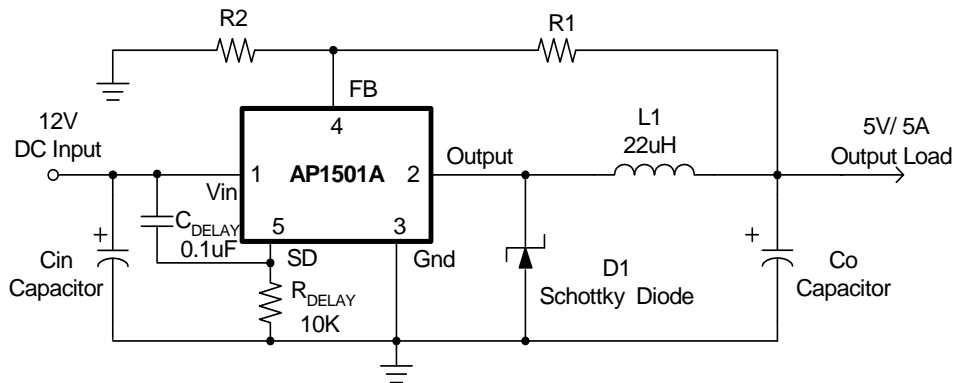 R2
R1
FB
12V
DC Input
4
L1
22uH
5V/ 5A
Output Load
Output
1
AP1501A
2
Vin
5
3
C DELAY
0.1uF
SD
Gnd
Cin
Capacitor
+
R DELAY
10K
D1
Schottky Diode
+
Co
Capacitor